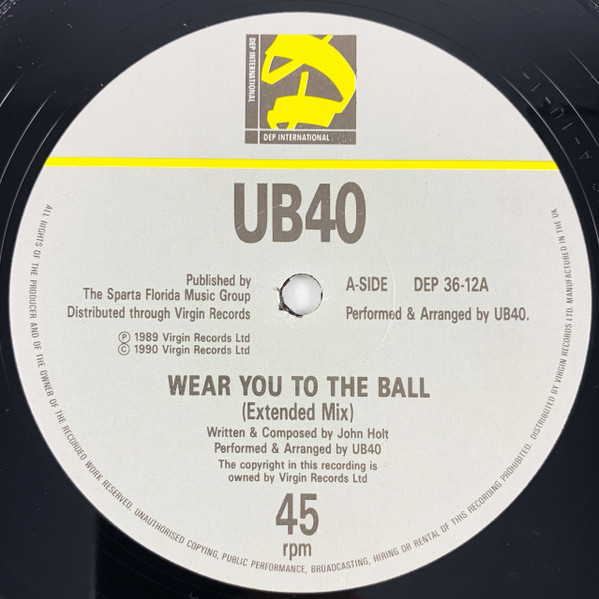 DEP INTERNATIONAL
DEP INTERNATIONAL
UB40
Published by
The Sparta Florida Music Group
Distributed through Virgin Records
℗ 1989 Virgin Records Ltd
© 1990 Virgin Records Ltd
A-SIDE DEP 36-12A
Performed & Arranged by UB40.
WEAR YOU TO THE BALL
(Extended Mix)
Written & Composed by John Holt
Performed & Arranged by UB40
The copyright in this recording is
owned by Virgin Records Ltd
45
rpm
ALL RIGHTS OF THE PRODUCER AND OF THE OWNER OF THE RECORDED WORK RESERVED. UNAUTHORISED COPYING, PUBLIC PERFORMANCE, BROADCASTING, HIRING OR RENTAL OF THIS RECORDING PROHIBITED. DISTRIBUTED BY VIRGIN RECORDS LTD. MANUFACTURED IN THE UK